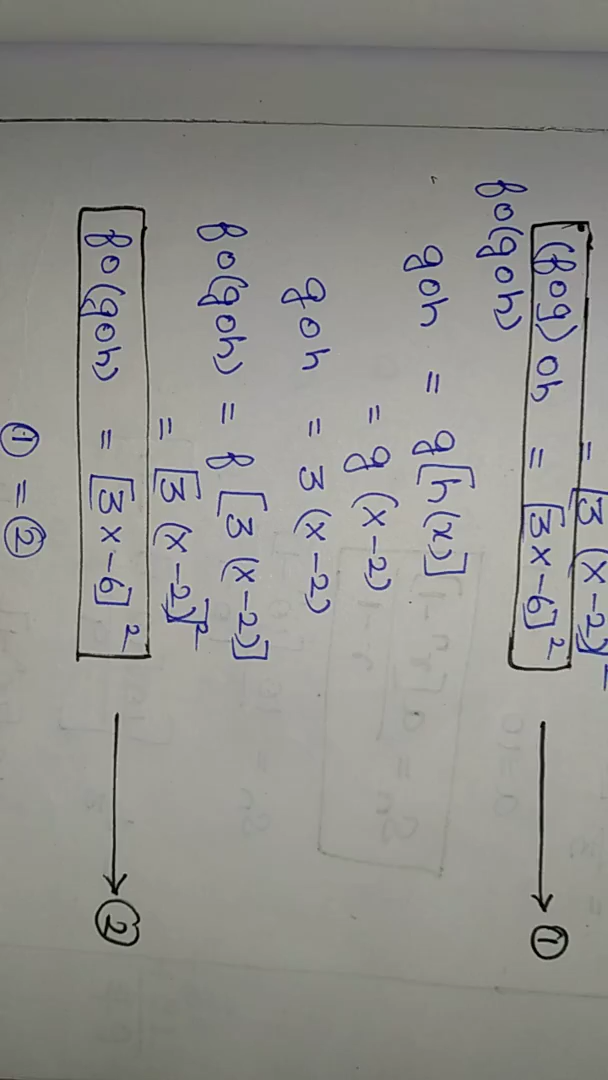 = [3 (x-2)]²
(fog) oh = [3x-6]² → ①
fo(goh)
goh = g[h(x)]
= g (x-2)
goh = 3 (x-2)
fo(goh) = f [3 (x-2)]
= [3 (x-2)]²
fo(goh) = [3x-6]² → ②
① = ②